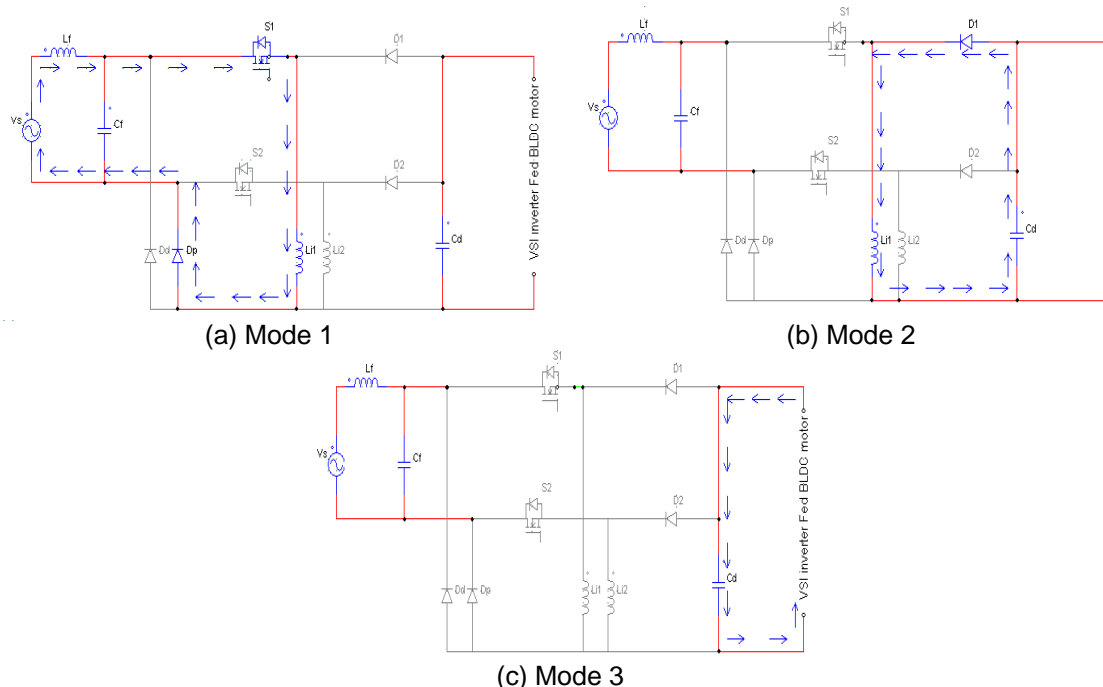 Lf
S1
D1
Vs
Cf
S2
D2
Dd
Dp
Li1
Li2
Cd
VSI inverter Fed BLDC motor
(a) Mode 1
Lf
S1
D1
Vs
Cf
S2
D2
Dd
Dp
Li1
Li2
Cd
(b) Mode 2
Lf
S1
D1
Vs
Cf
S2
D2
Dd
Dp
Li1
Li2
Cd
VSI inverter Fed BLDC motor
(c) Mode 3